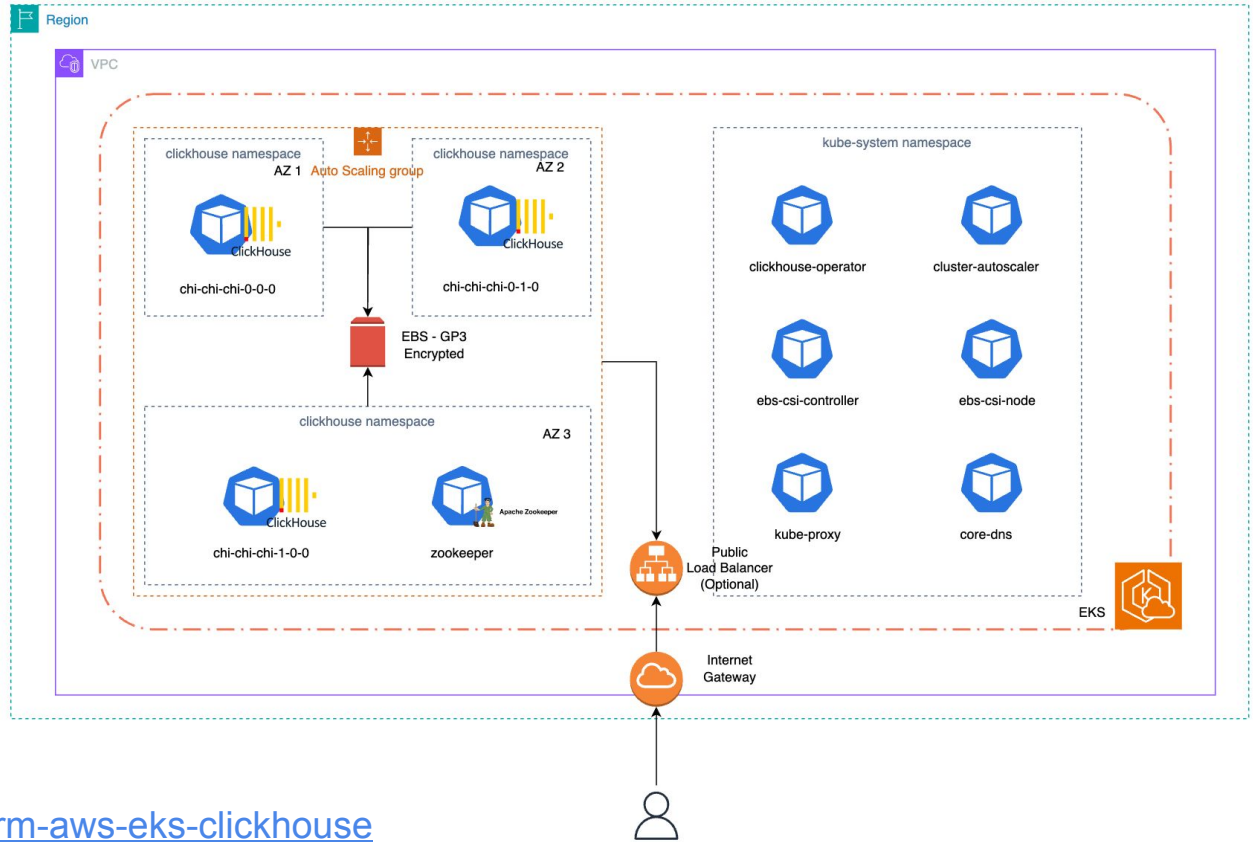 Region
VPC
clickhouse namespace
AZ 1
Auto Scaling group
clickhouse namespace
AZ 2
ClickHouse
chi-chi-chi-0-0-0
ClickHouse
chi-chi-chi-0-1-0
EBS - GP3
Encrypted
clickhouse namespace
AZ 3
ClickHouse
chi-chi-chi-1-0-0
Apache Zookeeper
zookeeper
kube-system namespace
clickhouse-operator
cluster-autoscaler
ebs-csi-controller
ebs-csi-node
kube-proxy
core-dns
Public
Load Balancer
(Optional)
EKS
Internet
Gateway
rm-aws-eks-clickhouse